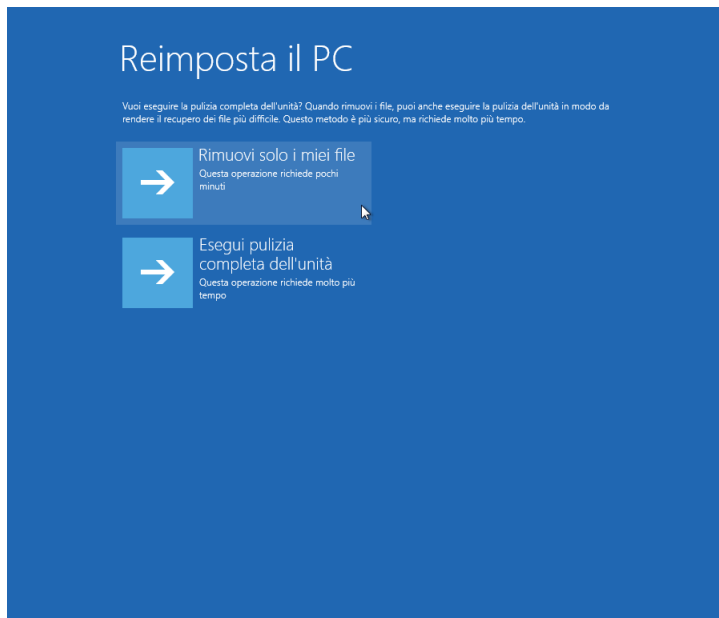 Reimposta il PC
Vuoi eseguire la pulizia completa dell'unità? Quando rimuovi i file, puoi anche eseguire la pulizia dell'unità in modo da
rendere il recupero dei file più difficile. Questo metodo è più sicuro, ma richiede molto più tempo.
Rimuovi solo i miei file
Questa operazione richiede pochi
minuti
Esegui pulizia
completa dell'unità
Questa operazione richiede molto più
tempo